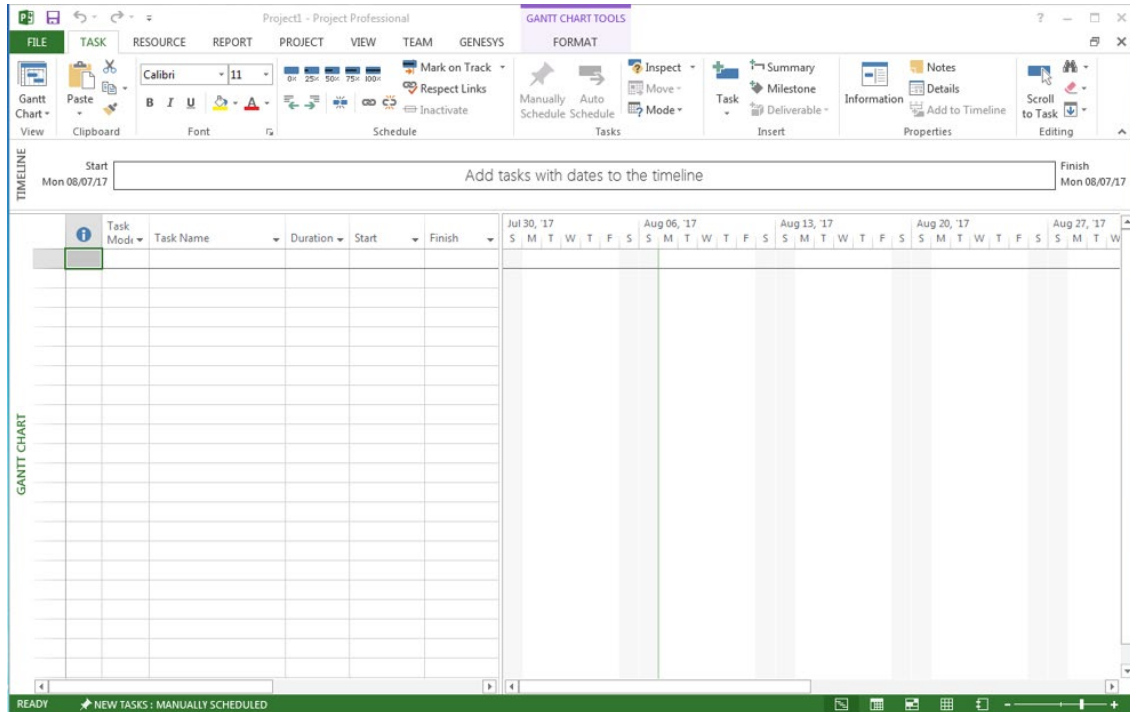 Project1 - Project Professional
GANTT CHART TOOLS
FILE TASK RESOURCE REPORT PROJECT VIEW TEAM GENESYS FORMAT
Gantt Chart
View
Paste
Clipboard
Calibri 11
B I U A
Font
0× 25× 50× 75× 100×
Mark on Track
Respect Links
Inactivate
Schedule
Manually Schedule
Auto Schedule
Inspect
Move
Mode
Tasks
Task
Summary
Milestone
Deliverable
Insert
Information
Notes
Details
Add to Timeline
Properties
Scroll to Task
Editing
TIMELINE
Start
Mon 08/07/17
Add tasks with dates to the timeline
Finish
Mon 08/07/17
Task Mode Task Name Duration Start Finish
Jul 30, '17 Aug 06, '17 Aug 13, '17 Aug 20, '17 Aug 27, '17
S M T W T F S S M T W T F S S M T W T F S S M T W T F S S M T W
GANTT CHART
READY NEW TASKS : MANUALLY SCHEDULED